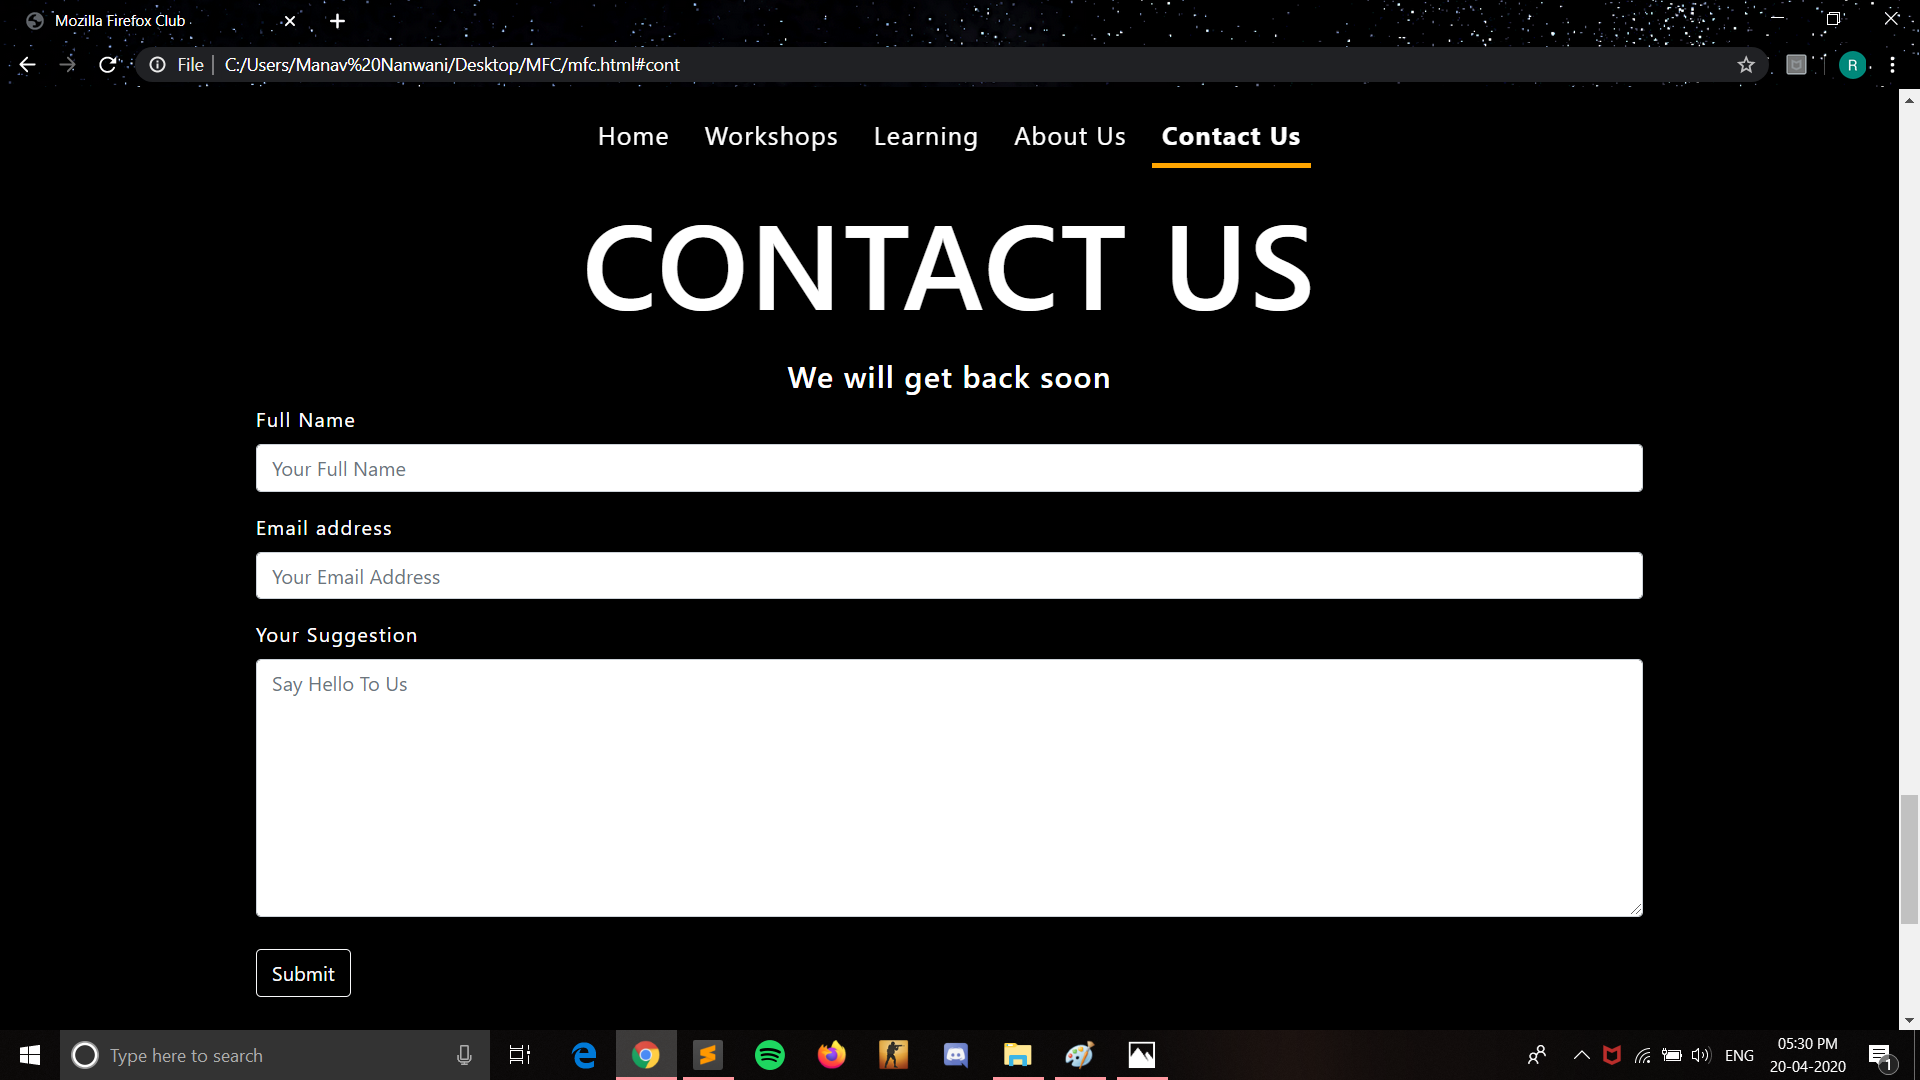 Mozilla Firefox Club
File | C:/Users/Manav%20Nanwani/Desktop/MFC/mfc.html#cont
R
Home Workshops Learning About Us Contact Us
CONTACT US
We will get back soon
Full Name
Your Full Name
Email address
Your Email Address
Your Suggestion
Say Hello To Us
Submit
Type here to search
ENG
05:30 PM
20-04-2020
1